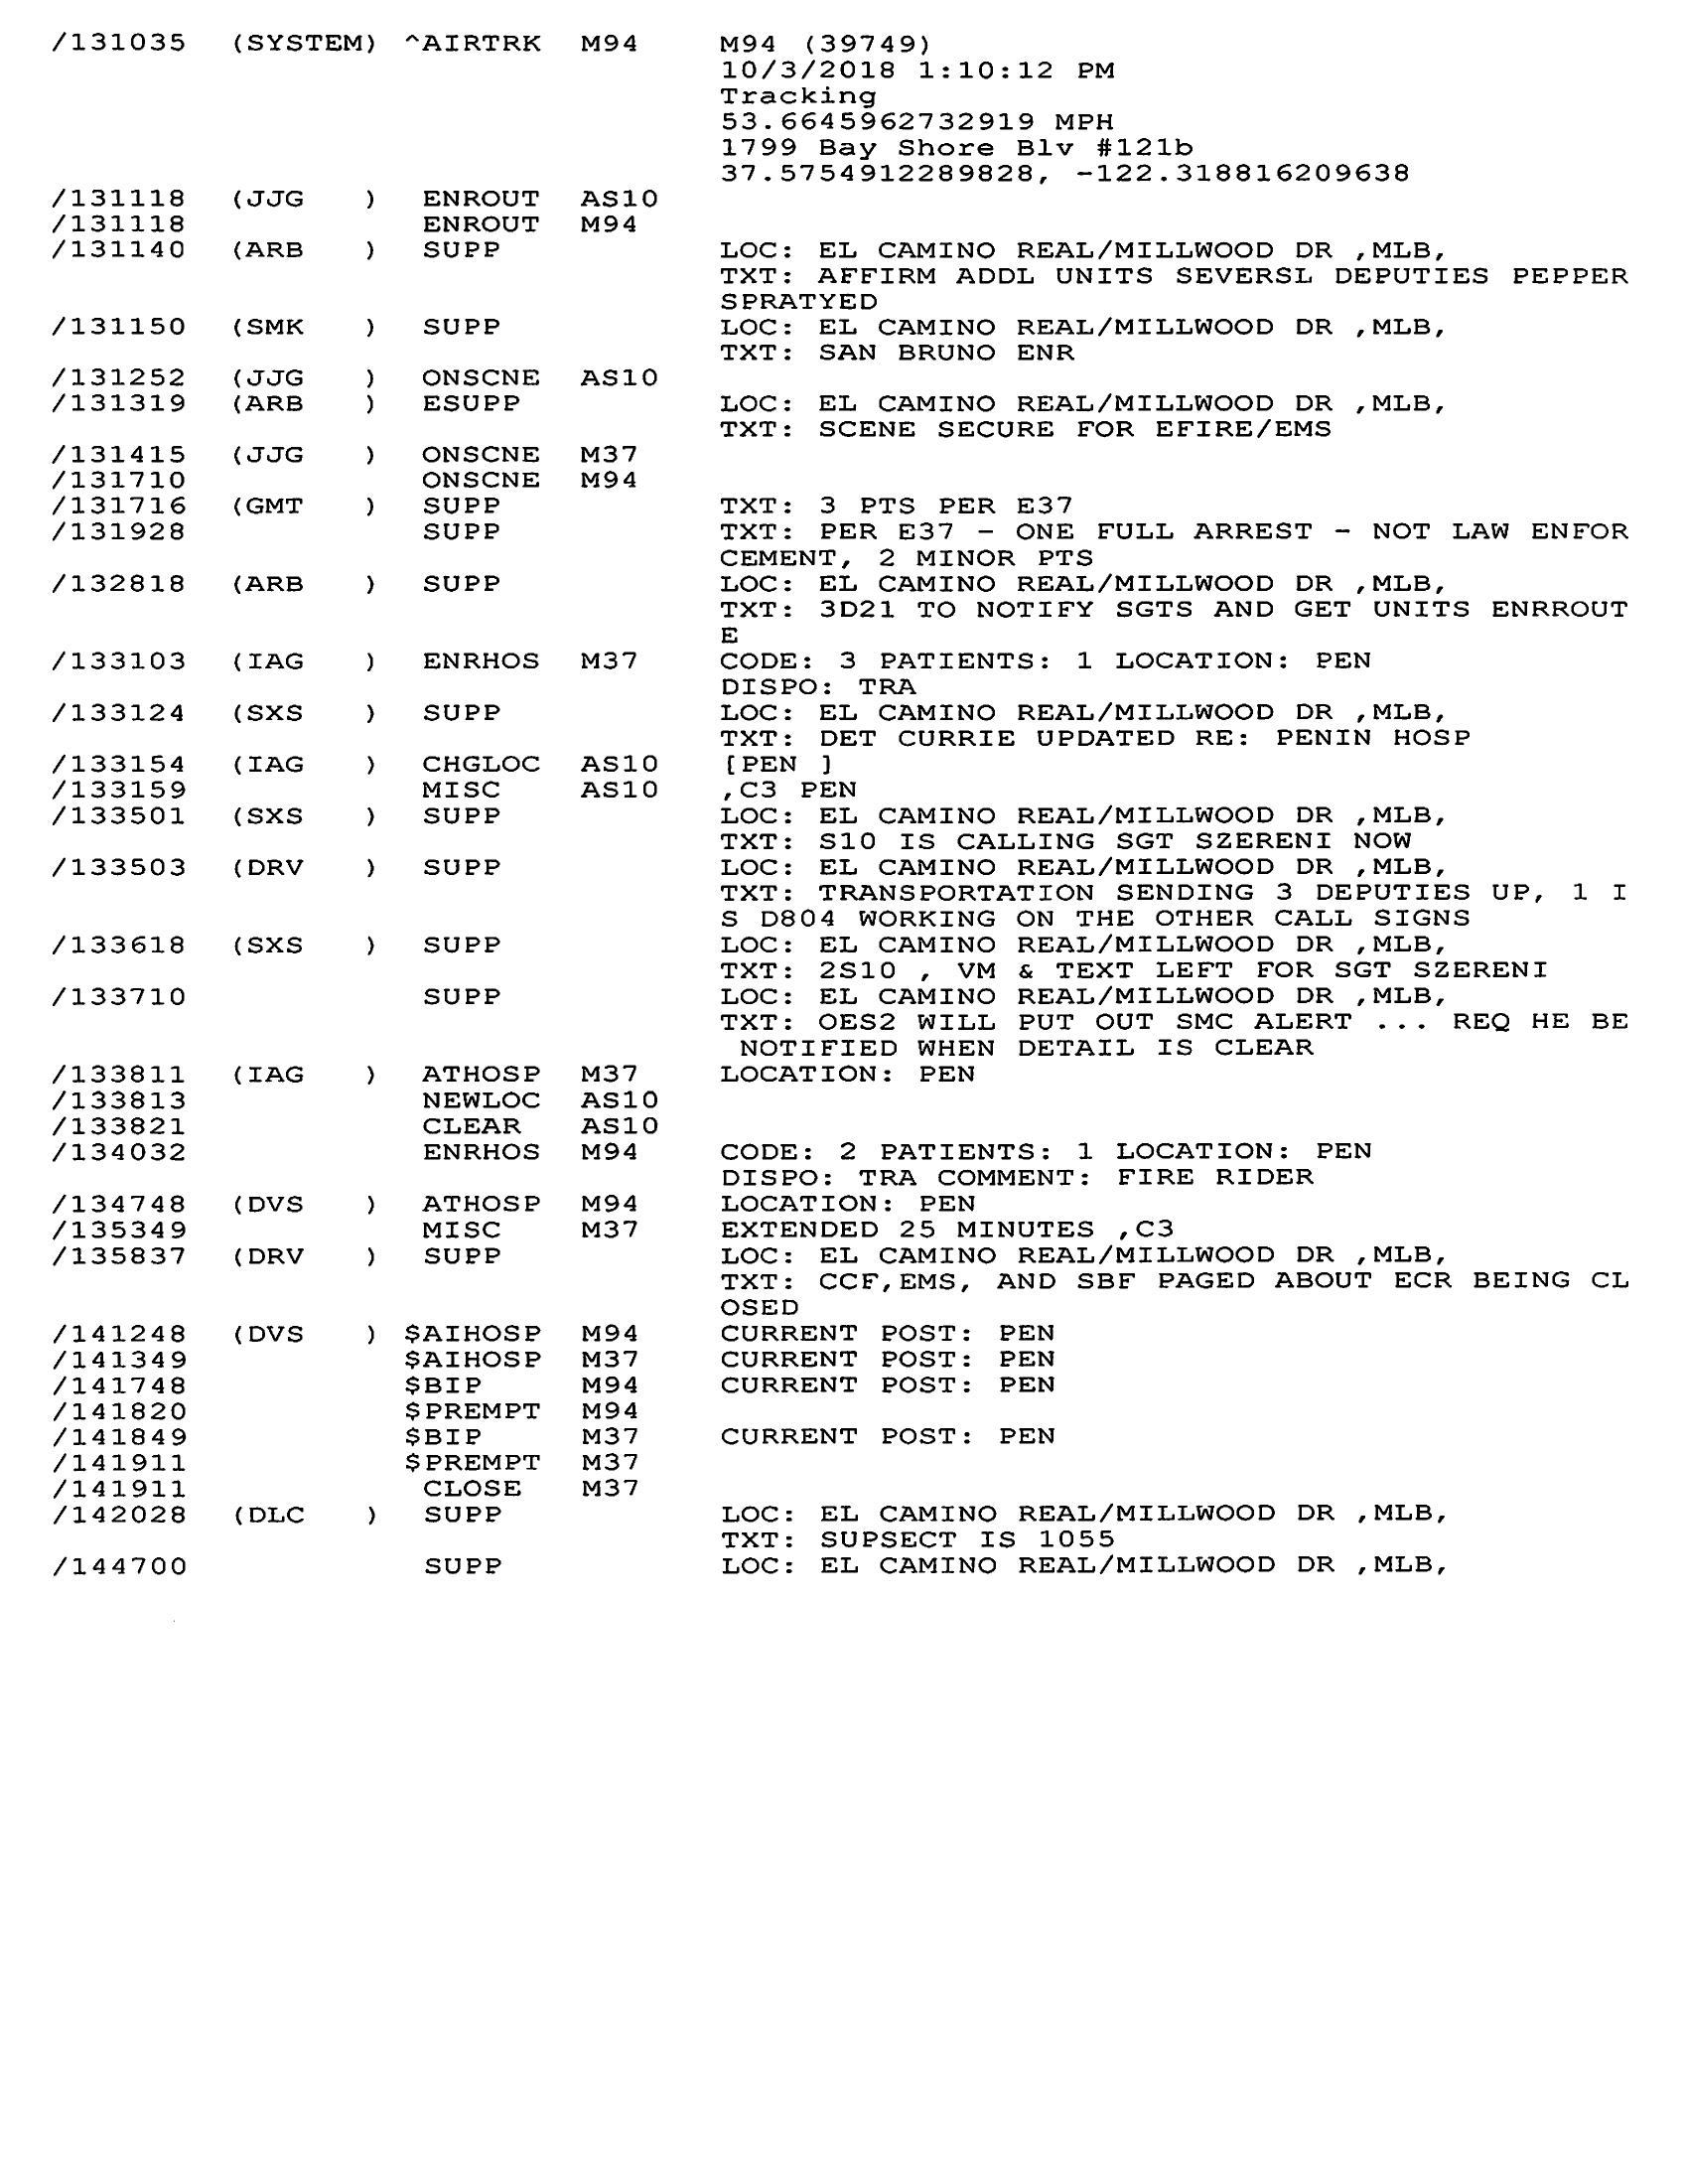 /131035 (SYSTEM) ^AIRTRK M94 M94 (39749)
10/3/2018 1:10:12 PM
Tracking
53.6645962732919 MPH
1799 Bay Shore Blv #121b
37.5754912289828, -122.318816209638
/131118 (JJG ) ENROUT AS10
/131118 ENROUT M94
/131140 (ARB ) SUPP LOC: EL CAMINO REAL/MILLWOOD DR ,MLB,
TXT: AFFIRM ADDL UNITS SEVERSL DEPUTIES PEPPER
SPRATYED
/131150 (SMK ) SUPP LOC: EL CAMINO REAL/MILLWOOD DR ,MLB,
TXT: SAN BRUNO ENR
/131252 (JJG ) ONSCNE AS10
/131319 (ARB ) ESUPP LOC: EL CAMINO REAL/MILLWOOD DR ,MLB,
TXT: SCENE SECURE FOR EFIRE/EMS
/131415 (JJG ) ONSCNE M37
/131710 ONSCNE M94
/131716 (GMT ) SUPP TXT: 3 PTS PER E37
/131928 SUPP TXT: PER E37 - ONE FULL ARREST - NOT LAW ENFOR
CEMENT, 2 MINOR PTS
/132818 (ARB ) SUPP LOC: EL CAMINO REAL/MILLWOOD DR ,MLB,
TXT: 3D21 TO NOTIFY SGTS AND GET UNITS ENRROUT
E
/133103 (IAG ) ENRHOS M37 CODE: 3 PATIENTS: 1 LOCATION: PEN
DISPO: TRA
/133124 (SXS ) SUPP LOC: EL CAMINO REAL/MILLWOOD DR ,MLB,
TXT: DET CURRIE UPDATED RE: PENIN HOSP
/133154 (IAG ) CHGLOC AS10 [PEN ]
/133159 MISC AS10 ,C3 PEN
/133501 (SXS ) SUPP LOC: EL CAMINO REAL/MILLWOOD DR ,MLB,
TXT: S10 IS CALLING SGT SZERENI NOW
/133503 (DRV ) SUPP LOC: EL CAMINO REAL/MILLWOOD DR ,MLB,
TXT: TRANSPORTATION SENDING 3 DEPUTIES UP, 1 I
S D804 WORKING ON THE OTHER CALL SIGNS
/133618 (SXS ) SUPP LOC: EL CAMINO REAL/MILLWOOD DR ,MLB,
TXT: 2S10 , VM & TEXT LEFT FOR SGT SZERENI
/133710 SUPP LOC: EL CAMINO REAL/MILLWOOD DR ,MLB,
TXT: OES2 WILL PUT OUT SMC ALERT ... REQ HE BE
NOTIFIED WHEN DETAIL IS CLEAR
/133811 (IAG ) ATHOSP M37 LOCATION: PEN
/133813 NEWLOC AS10
/133821 CLEAR AS10
/134032 ENRHOS M94 CODE: 2 PATIENTS: 1 LOCATION: PEN
DISPO: TRA COMMENT: FIRE RIDER
/134748 (DVS ) ATHOSP M94 LOCATION: PEN
/135349 MISC M37 EXTENDED 25 MINUTES ,C3
/135837 (DRV ) SUPP LOC: EL CAMINO REAL/MILLWOOD DR ,MLB,
TXT: CCF,EMS, AND SBF PAGED ABOUT ECR BEING CL
OSED
/141248 (DVS ) $AIHOSP M94 CURRENT POST: PEN
/141349 $AIHOSP M37 CURRENT POST: PEN
/141748 $BIP M94 CURRENT POST: PEN
/141820 $PREMPT M94
/141849 $BIP M37 CURRENT POST: PEN
/141911 $PREMPT M37
/141911 CLOSE M37
/142028 (DLC ) SUPP LOC: EL CAMINO REAL/MILLWOOD DR ,MLB,
TXT: SUPSECT IS 1055
/144700 SUPP LOC: EL CAMINO REAL/MILLWOOD DR ,MLB,